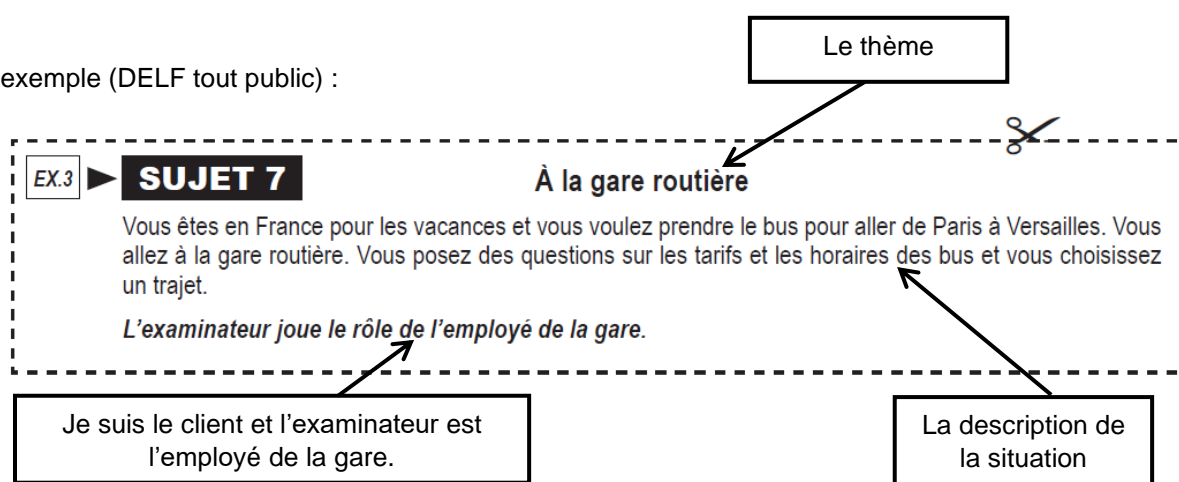 Le thème
exemple (DELF tout public) :
EX.3
SUJET 7
À la gare routière
Vous êtes en France pour les vacances et vous voulez prendre le bus pour aller de Paris à Versailles. Vous
allez à la gare routière. Vous posez des questions sur les tarifs et les horaires des bus et vous choisissez
un trajet.
L'examinateur joue le rôle de l'employé de la gare.
Je suis le client et l'examinateur est
l'employé de la gare.
La description de
la situation